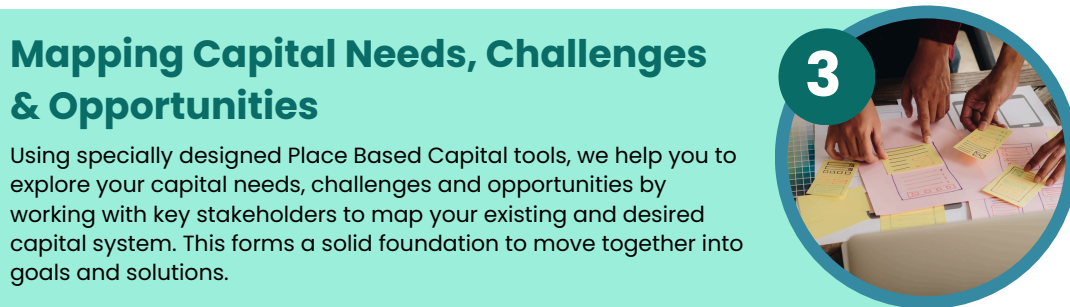 Mapping Capital Needs, Challenges
& Opportunities
3
Using specially designed Place Based Capital tools, we help you to
explore your capital needs, challenges and opportunities by
working with key stakeholders to map your existing and desired
capital system. This forms a solid foundation to move together into
goals and solutions.